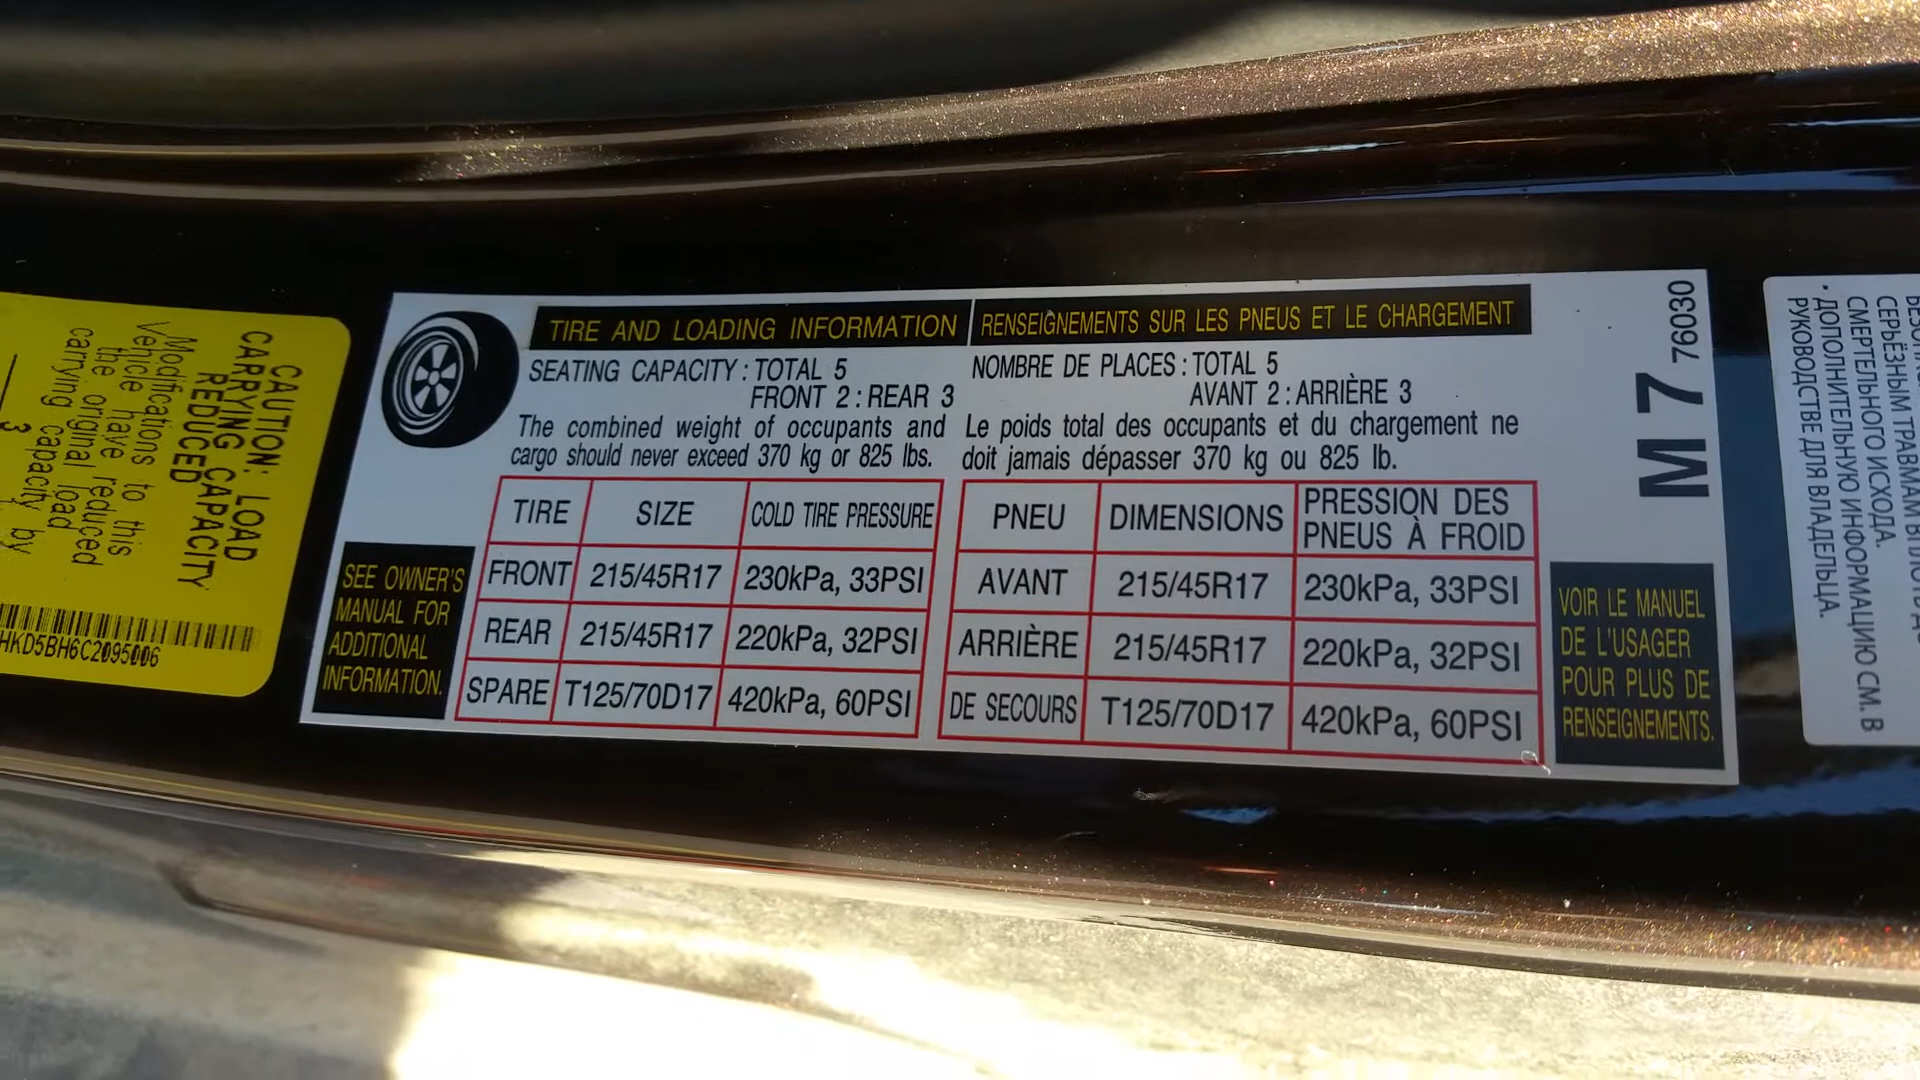 CAUTION: LOAD
CARRYING CAPACITY
REDUCED
Modifications to this
Vehicle have reduced
the original load
carrying capacity by
3
HKD5BH6C2095006
TIRE AND LOADING INFORMATION
SEATING CAPACITY : TOTAL 5
FRONT 2 : REAR 3
The combined weight of occupants and
cargo should never exceed 370 kg or 825 lbs.
TIRE SIZE COLD TIRE PRESSURE
FRONT 215/45R17 230kPa, 33PSI
REAR 215/45R17 220kPa, 32PSI
SPARE T125/70D17 420kPa, 60PSI
SEE OWNER'S
MANUAL FOR
ADDITIONAL
INFORMATION.
RENSEIGNEMENTS SUR LES PNEUS ET LE CHARGEMENT
NOMBRE DE PLACES : TOTAL 5
AVANT 2 : ARRIÈRE 3
Le poids total des occupants et du chargement ne
doit jamais dépasser 370 kg ou 825 lb.
PNEU DIMENSIONS PRESSION DES
PNEUS À FROID
AVANT 215/45R17 230kPa, 33PSI
ARRIÈRE 215/45R17 220kPa, 32PSI
DE SECOURS T125/70D17 420kPa, 60PSI
VOIR LE MANUEL
DE L'USAGER
POUR PLUS DE
RENSEIGNEMENTS.
M 7 76030
СЕРЬЁЗНЫМ ТРАВМАМ
СМЕРТЕЛЬНОГО ИСХОДА.
• ДОПОЛНИТЕЛЬНУЮ ИНФОРМАЦИЮ СМ. В
РУКОВОДСТВЕ ДЛЯ ВЛАДЕЛЬЦА.